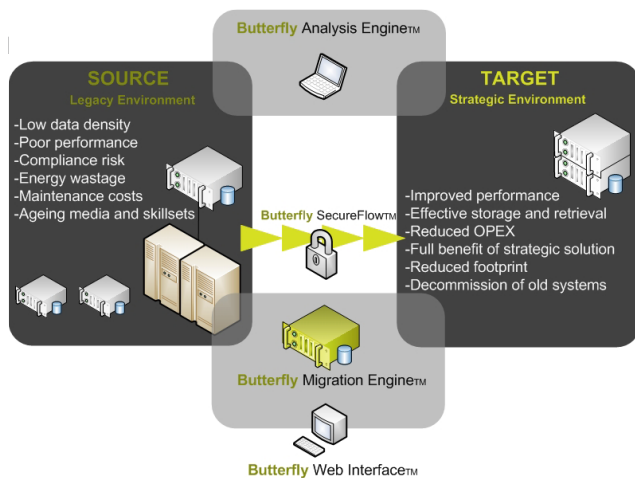 Butterfly Analysis Engine™
SOURCE
Legacy Environment
-Low data density
-Poor performance
-Compliance risk
-Energy wastage
-Maintenance costs
-Ageing media and skillsets
Butterfly SecureFlow™
TARGET
Strategic Environment
-Improved performance
-Effective storage and retrieval
-Reduced OPEX
-Full benefit of strategic solution
-Reduced footprint
-Decommission of old systems
Butterfly Migration Engine™
Butterfly Web Interface™